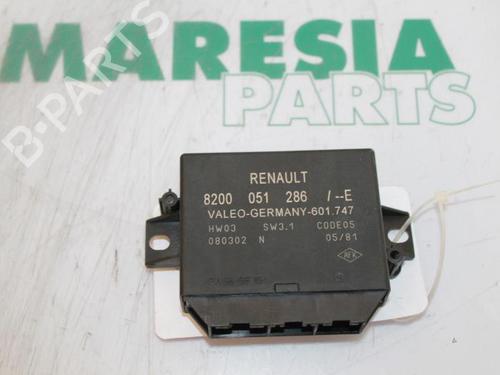 MARESIA
PARTS
B-PARTS
RENAULT
8200 051 286 /--E
VALEO-GERMANY-601.747
HW03 SW3.1 CODE05
080302 N 05/81